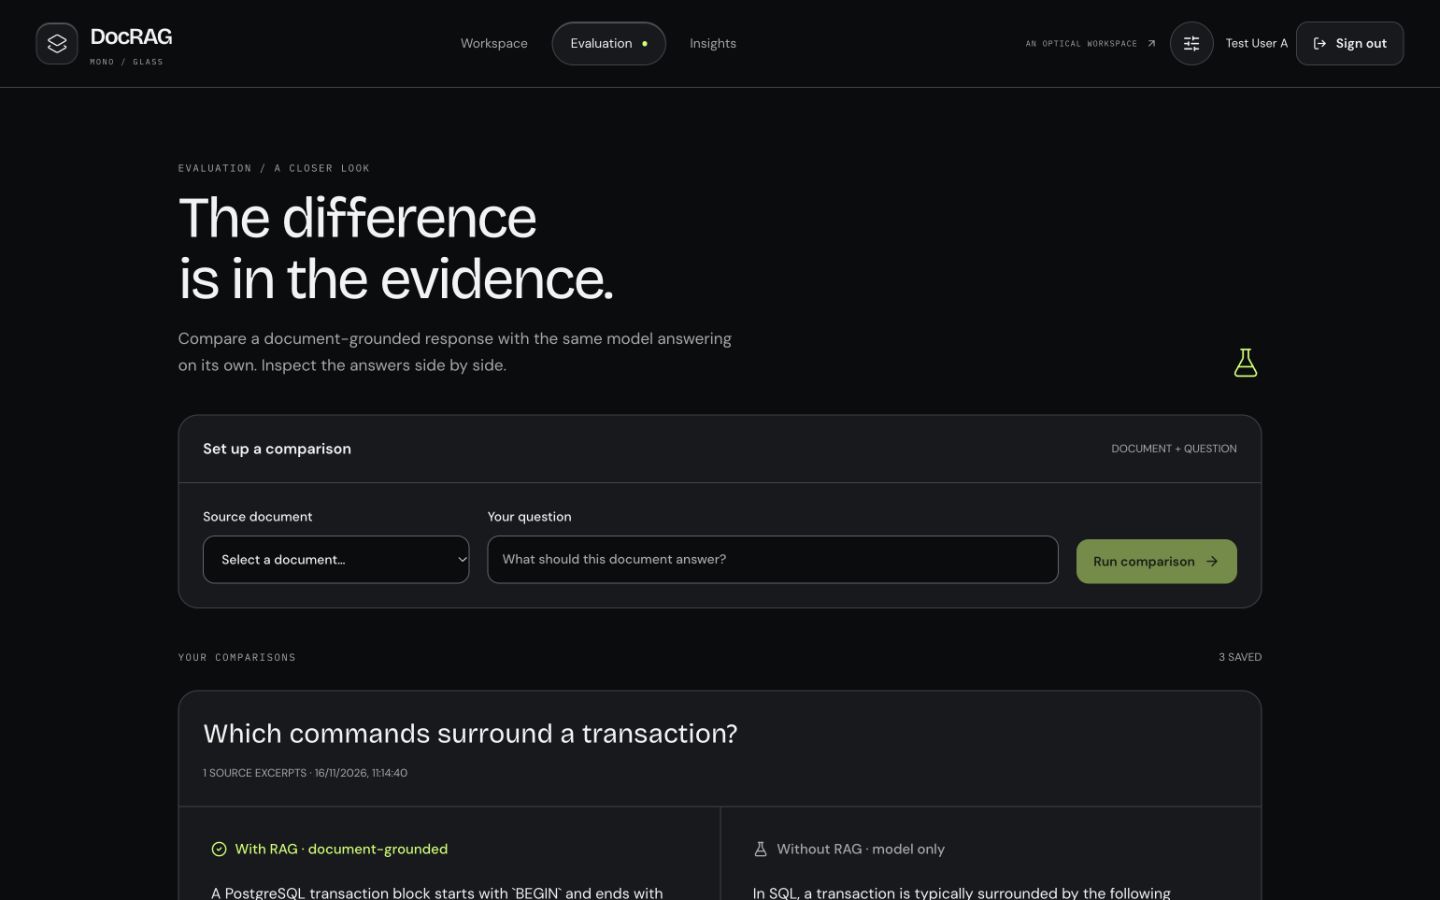 DocRAG
MONO / GLASS
Workspace
Evaluation
Insights
AN OPTICAL WORKSPACE
Test User A
Sign out
EVALUATION / A CLOSER LOOK
The difference
is in the evidence.
Compare a document-grounded response with the same model answering
on its own. Inspect the answers side by side.
Set up a comparison
DOCUMENT + QUESTION
Source document
Your question
Select a document...
What should this document answer?
Run comparison
YOUR COMPARISONS
3 SAVED
Which commands surround a transaction?
1 SOURCE EXCERPTS · 16/11/2026, 11:14:40
With RAG · document-grounded
Without RAG · model only
A PostgreSQL transaction block starts with `BEGIN` and ends with
In SQL, a transaction is typically surrounded by the following